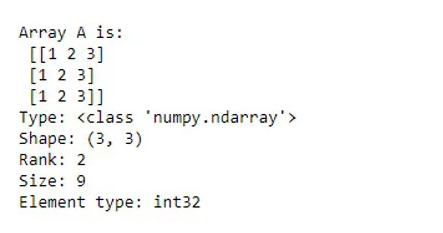 Array A is:
[[1 2 3]
[1 2 3]
[1 2 3]]
Type: <class 'numpy.ndarray'>
Shape: (3, 3)
Rank: 2
Size: 9
Element type: int32